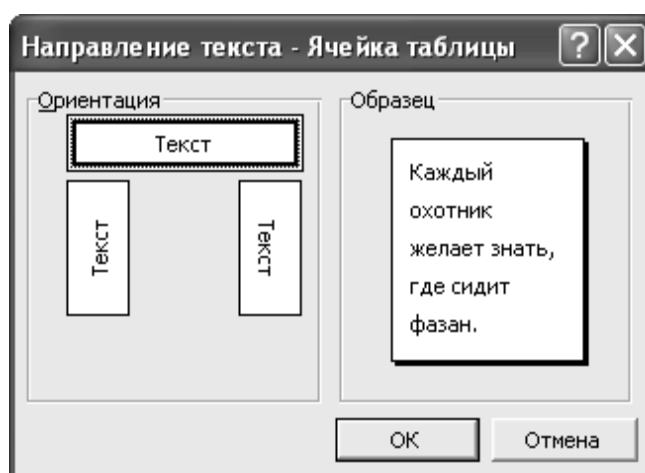 Направление текста - Ячейка таблицы
Ориентация
Текст
Текст
Текст
Образец
Каждый
охотник
желает знать,
где сидит
фазан.
ОК
Отмена